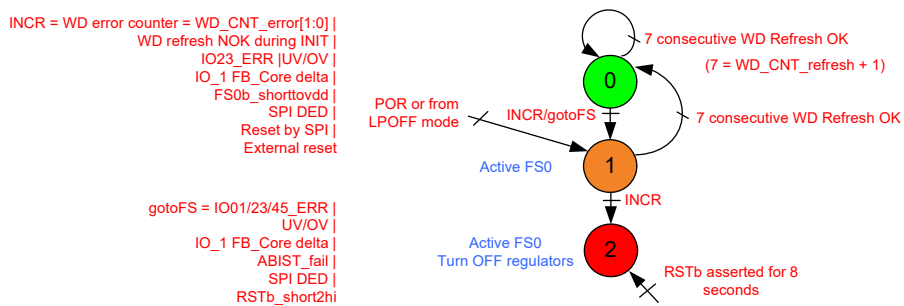 INCR = WD error counter = WD_CNT_error[1:0] |
WD refresh NOK during INIT |
IO23_ERR |UV/OV |
IO_1 FB_Core delta |
FS0b_shorttovdd |
SPI DED |
Reset by SPI |
External reset
gotoFS = IO01/23/45_ERR |
UV/OV |
IO_1 FB_Core delta |
ABIST_fail |
SPI DED |
RSTb_short2hi
7 consecutive WD Refresh OK
(7 = WD_CNT_refresh + 1)
0
POR or from
LPOFF mode
INCR/gotoFS
7 consecutive WD Refresh OK
Active FS0
1
INCR
Active FS0
Turn OFF regulators
2
RSTb asserted for 8
seconds